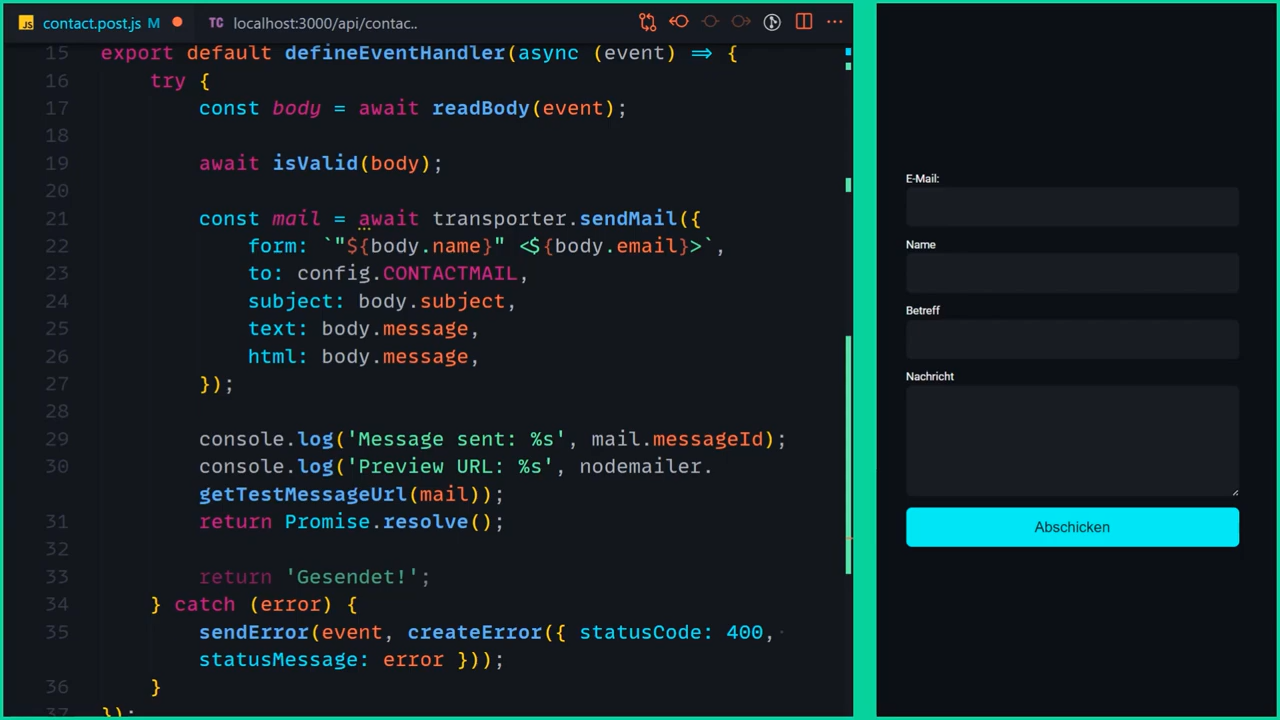 contact.post.js M
TC localhost:3000/api/contac..
15 export default defineEventHandler(async (event) => {
16 try {
17 const body = await readBody(event);
18
19 await isValid(body);
20
21 const mail = await transporter.sendMail({
22 form: `"${body.name}" <${body.email}>`,
23 to: config.CONTACTMAIL,
24 subject: body.subject,
25 text: body.message,
26 html: body.message,
27 });
28
29 console.log('Message sent: %s', mail.messageId);
30 console.log('Preview URL: %s', nodemailer.
getTestMessageUrl(mail));
31 return Promise.resolve();
32
33 return 'Gesendet!';
34 } catch (error) {
35 sendError(event, createError({ statusCode: 400,
statusMessage: error }));
36 }
37 });
E-Mail:
Name
Betreff
Nachricht
Abschicken